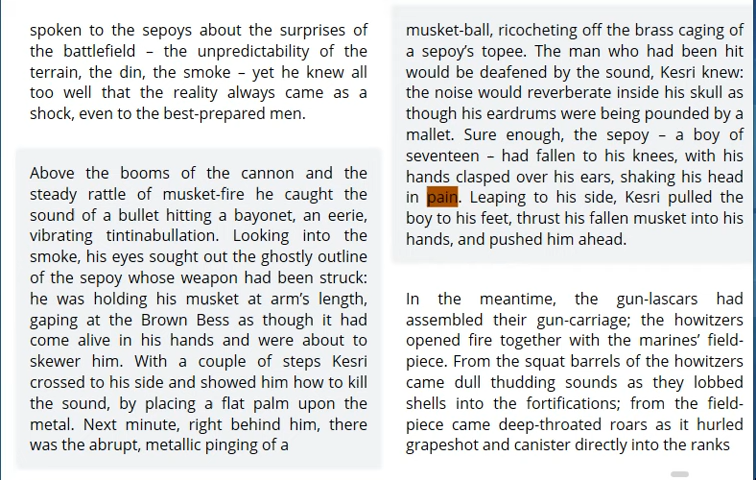 spoken to the sepoys about the surprises of
the battlefield – the unpredictability of the
terrain, the din, the smoke – yet he knew all
too well that the reality always came as a
shock, even to the best-prepared men.
Above the booms of the cannon and the
steady rattle of musket-fire he caught the
sound of a bullet hitting a bayonet, an eerie,
vibrating tintinabullation. Looking into the
smoke, his eyes sought out the ghostly outline
of the sepoy whose weapon had been struck:
he was holding his musket at arm’s length,
gaping at the Brown Bess as though it had
come alive in his hands and were about to
skewer him. With a couple of steps Kesri
crossed to his side and showed him how to kill
the sound, by placing a flat palm upon the
metal. Next minute, right behind him, there
was the abrupt, metallic pinging of a
musket-ball, ricocheting off the brass caging of
a sepoy’s topee. The man who had been hit
would be deafened by the sound, Kesri knew:
the noise would reverberate inside his skull as
though his eardrums were being pounded by a
mallet. Sure enough, the sepoy – a boy of
seventeen – had fallen to his knees, with his
hands clasped over his ears, shaking his head
in pain. Leaping to his side, Kesri pulled the
boy to his feet, thrust his fallen musket into his
hands, and pushed him ahead.
In the meantime, the gun-lascars had
assembled their gun-carriage; the howitzers
opened fire together with the marines’ field-
piece. From the squat barrels of the howitzers
came dull thudding sounds as they lobbed
shells into the fortifications; from the field-
piece came deep-throated roars as it hurled
grapeshot and canister directly into the ranks